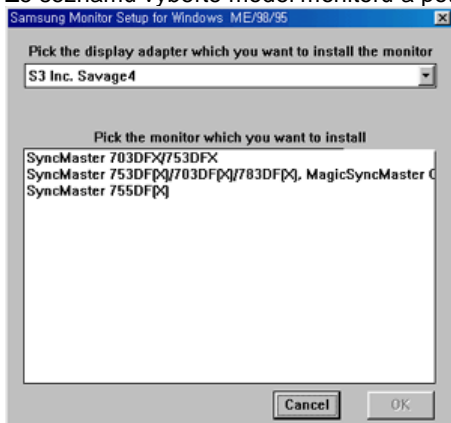 Ze seznamu vyberte model monitoru a
Samsung Monitor Setup for Windows ME/98/95
Pick the display adapter which you want to install the monitor
S3 Inc. Savage4
Pick the monitor which you want to install
SyncMaster 703DFX/753DFX
SyncMaster 753DF[X]/703DF[X]/783DF[X], MagicSyncMaster
SyncMaster 755DF[X]
Cancel
OK